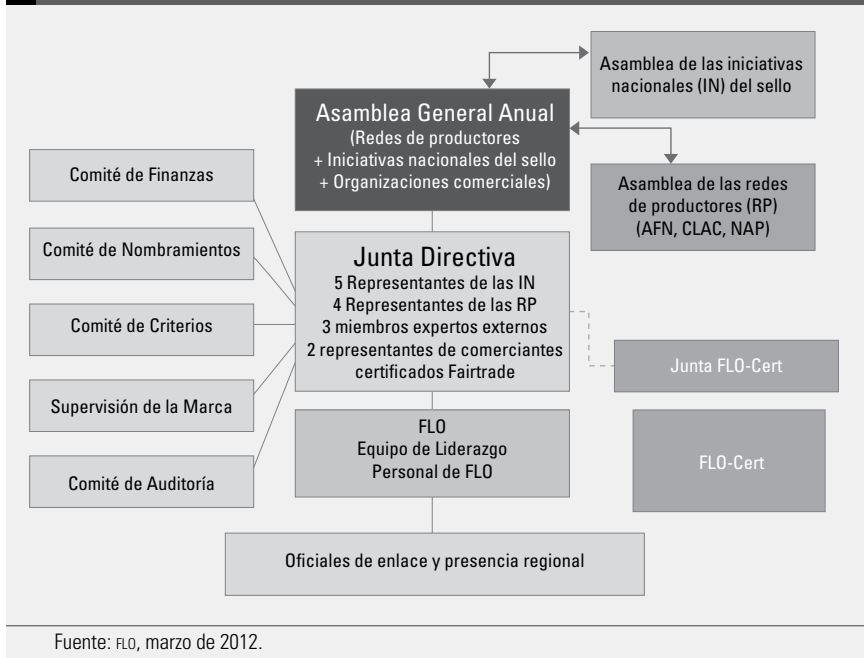 Asamblea de las iniciativas
nacionales (IN) del sello
Asamblea General Anual
(Redes de productores
+ Iniciativas nacionales del sello
+ Organizaciones comerciales)
Asamblea de las redes
de productores (RP)
(AFN, CLAC, NAP)
Comité de Finanzas
Comité de Nombramientos
Comité de Criterios
Supervisión de la Marca
Comité de Auditoría
Junta Directiva
5 Representantes de las IN
4 Representantes de las RP
3 miembros expertos externos
2 representantes de comerciantes
certificados Fairtrade
Junta FLO-Cert
FLO-Cert
FLO
Equipo de Liderazgo
Personal de FLO
Oficiales de enlace y presencia regional
Fuente: FLO, marzo de 2012.